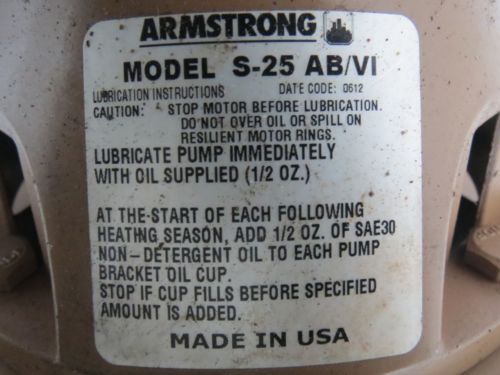 ARMSTRONG
MODEL S-25 AB/VI
LUBRICATION INSTRUCTIONS DATE CODE: 0612
CAUTION: STOP MOTOR BEFORE LUBRICATION.
DO NOT OVER OIL OR SPILL ON
RESILIENT MOTOR RINGS.
LUBRICATE PUMP IMMEDIATELY
WITH OIL SUPPLIED (1/2 OZ.)
AT THE-START OF EACH FOLLOWING
HEATING SEASON, ADD 1/2 OZ. OF SAE30
NON-DETERGENT OIL TO EACH PUMP
BRACKET OIL CUP.
STOP IF CUP FILLS BEFORE SPECIFIED
AMOUNT IS ADDED.
MADE IN USA